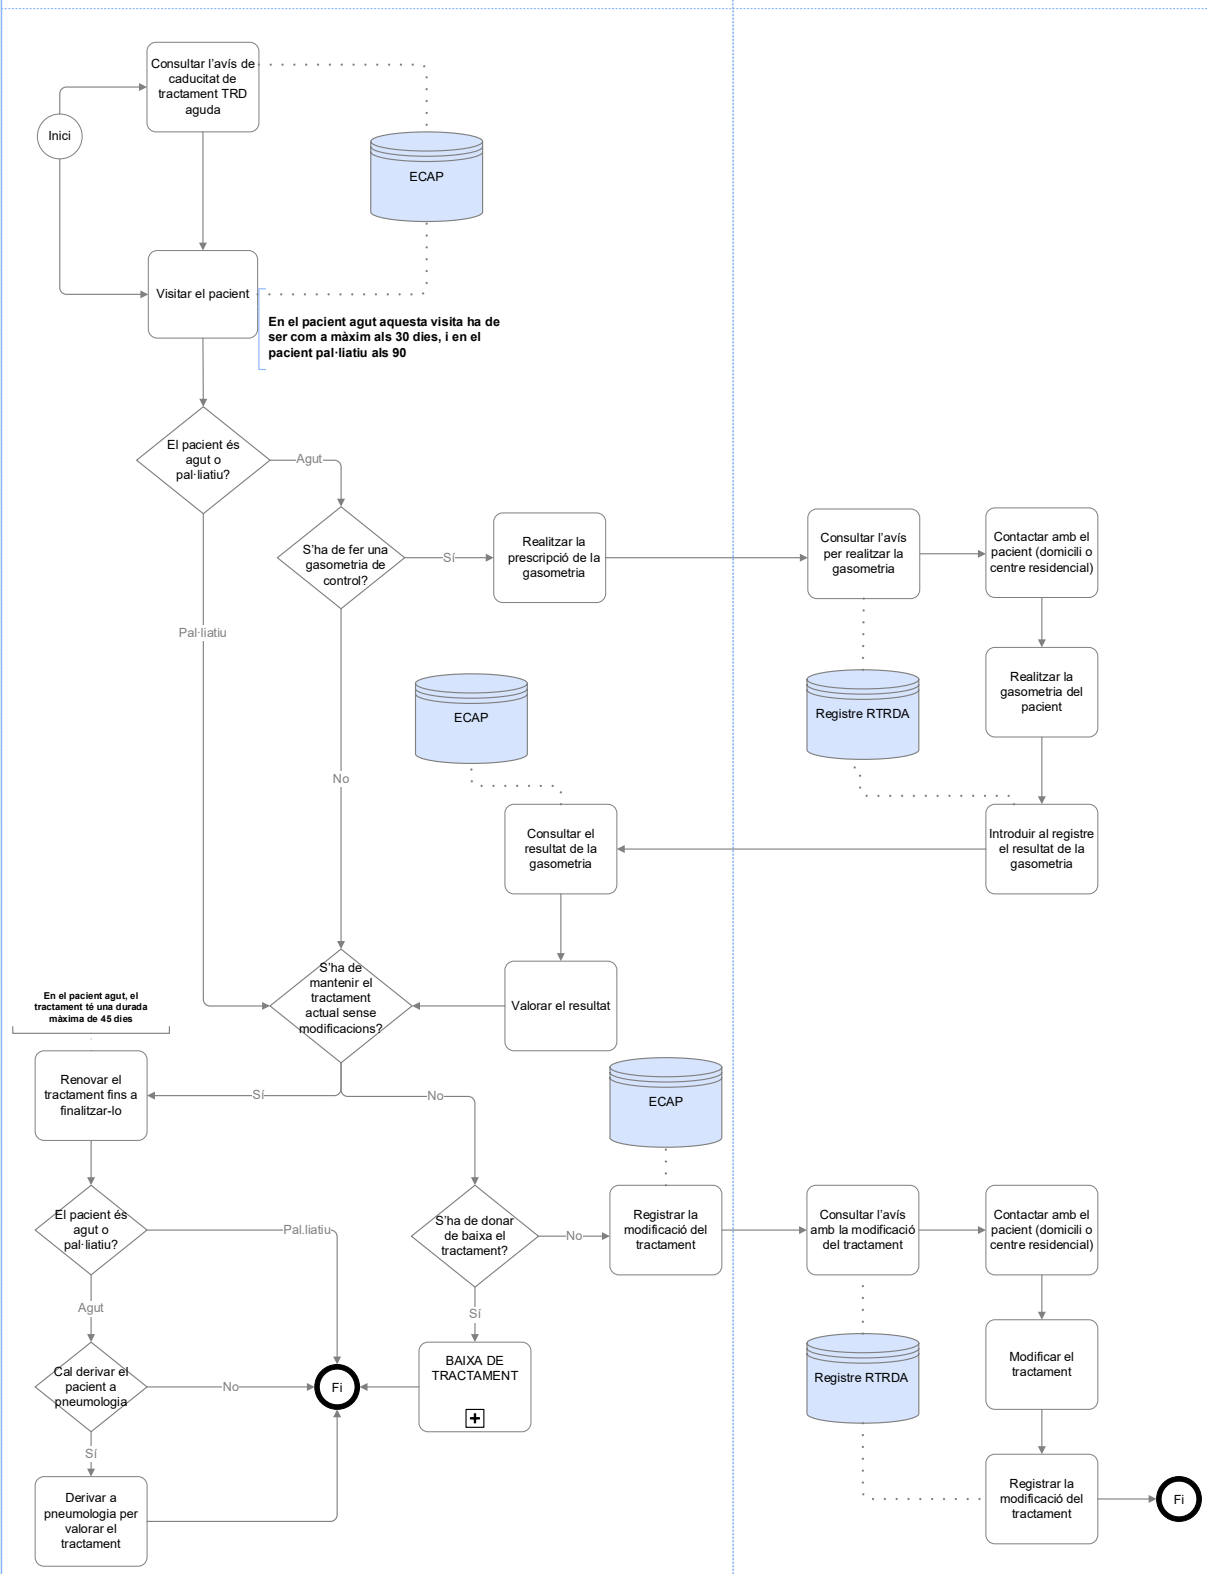 Consultar l’avís de
caducitat de
tractament TRD
aguda
Inici
ECAP
Visitar el pacient
En el pacient agut aquesta visita ha de
ser com a màxim als 30 dies, i en el
pacient pal·liatiu als 90
El pacient és
agut o
pal·liatiu?
Agut
S’ha de fer una
gasometria de
control?
Sí
Realitzar la
prescripció de la
gasometria
Consultar l’avís
per realitzar la
gasometria
Contactar amb el
pacient (domicili o
centre residencial)
Pal·liatiu
Realitzar la
gasometria del
pacient
ECAP
Registre RTRDA
No
Consultar el
resultat de la
gasometria
Introduir al registre
el resultat de la
gasometria
S’ha de
mantenir el
tractament
actual sense
modificacions?
Valorar el resultat
En el pacient agut, el
tractament té una durada
màxima de 45 dies
Renovar el
tractament fins a
finalitzar-lo
Sí
No
ECAP
El pacient és
agut o
pal·liatiu?
Pal.liatiu
S’ha de donar
de baixa el
tractament?
No
Registrar la
modificació del
tractament
Consultar l’avís
amb la modificació
del tractament
Contactar amb el
pacient (domicili o
centre residencial)
Agut
Sí
Cal derivar el
pacient a
pneumologia
No
Fi
BAIXA DE
TRACTAMENT
Registre RTRDA
Modificar el
tractament
Sí
Derivar a
pneumologia per
valorar el
tractament
Registrar la
modificació del
tractament
Fi